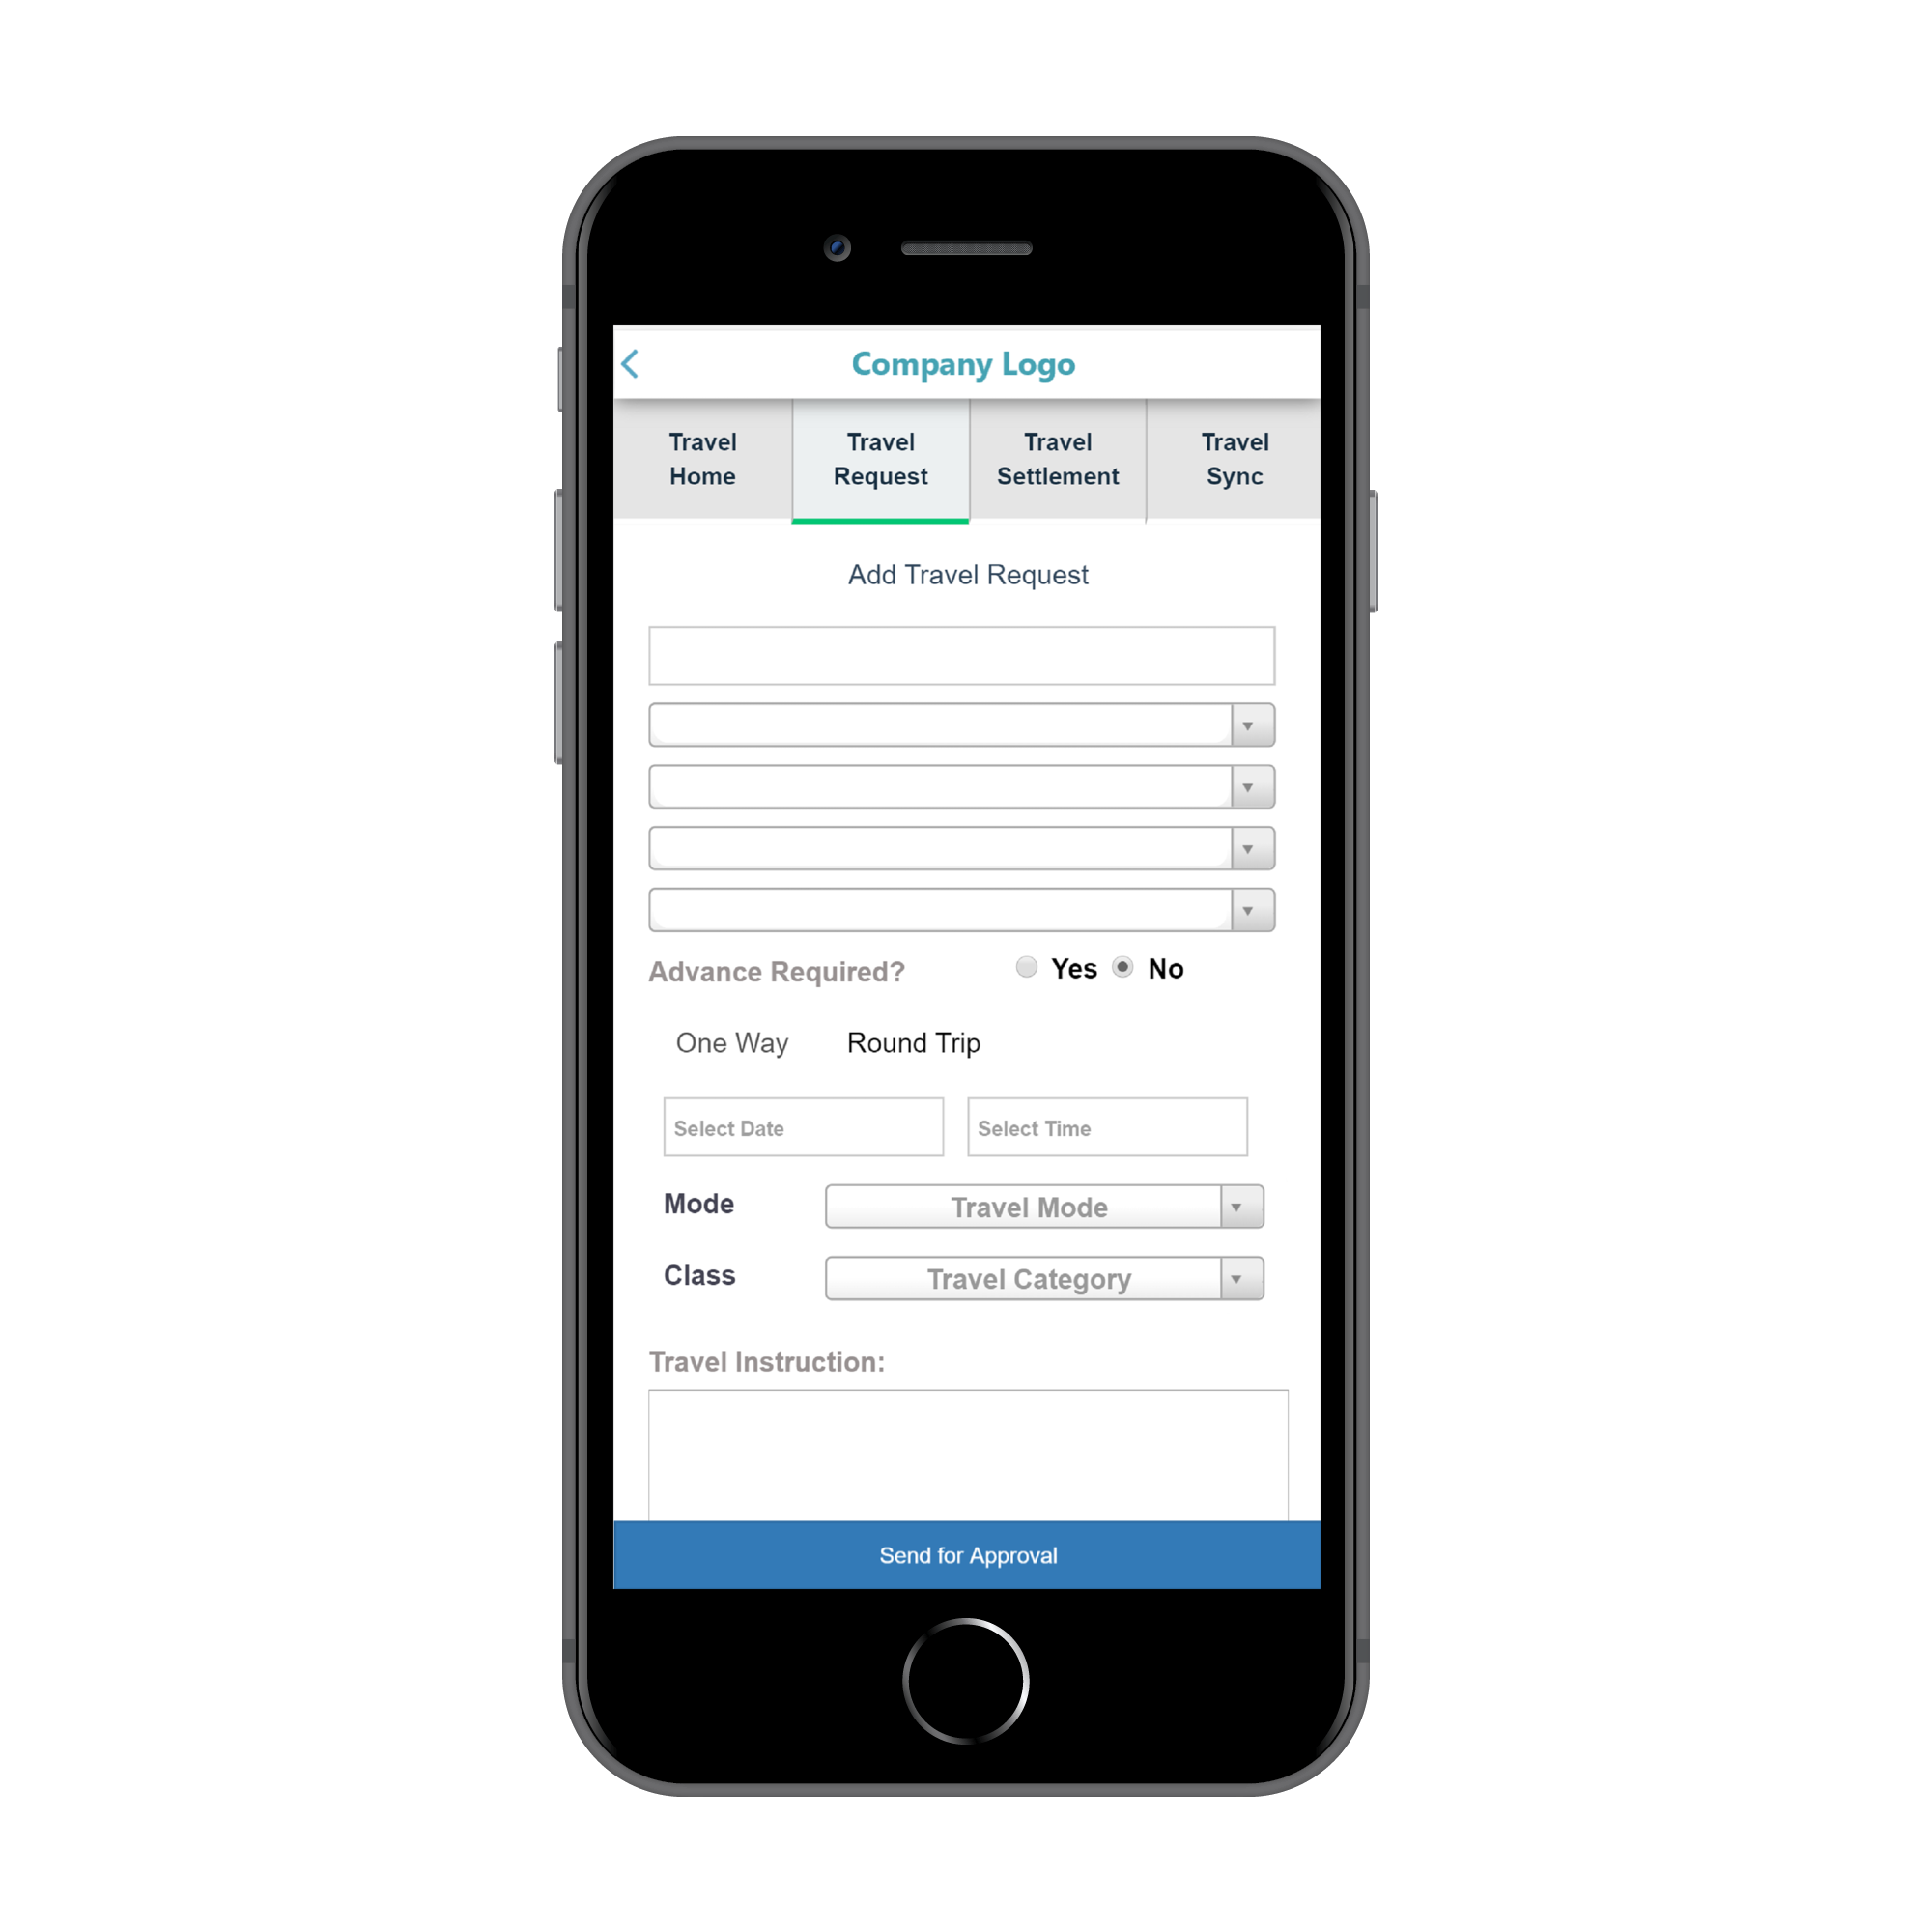 Company Logo
Travel Home
Travel Request
Travel Settlement
Travel Sync
Add Travel Request
Advance Required? Yes No
One Way Round Trip
Select Date Select Time
Mode Travel Mode
Class Travel Category
Travel Instruction:
Send for Approval